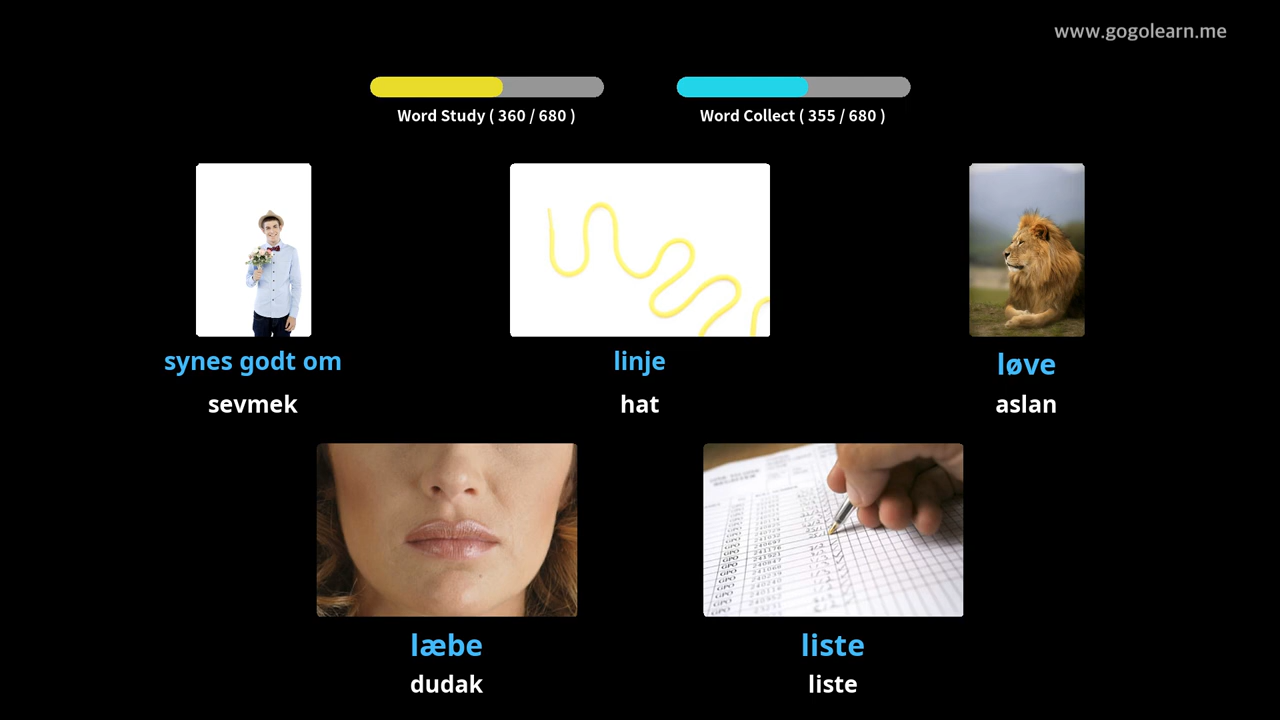 www.gogolearn.me
Word Study ( 360 / 680 )
Word Collect ( 355 / 680 )
synes godt om
linje
løve
sevmek
hat
aslan
læbe
liste
dudak
liste